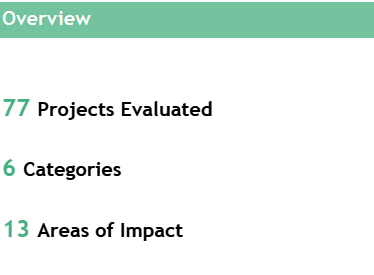 Overview
77 Projects Evaluated
6 Categories
13 Areas of Impact